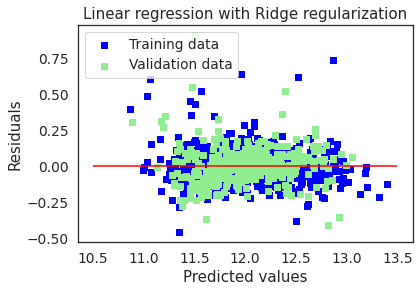 Linear regression with Ridge regularization
Training data
Validation data
Residuals
0.75
0.50
0.25
0.00
−0.25
−0.50
10.5 11.0 11.5 12.0 12.5 13.0 13.5
Predicted values